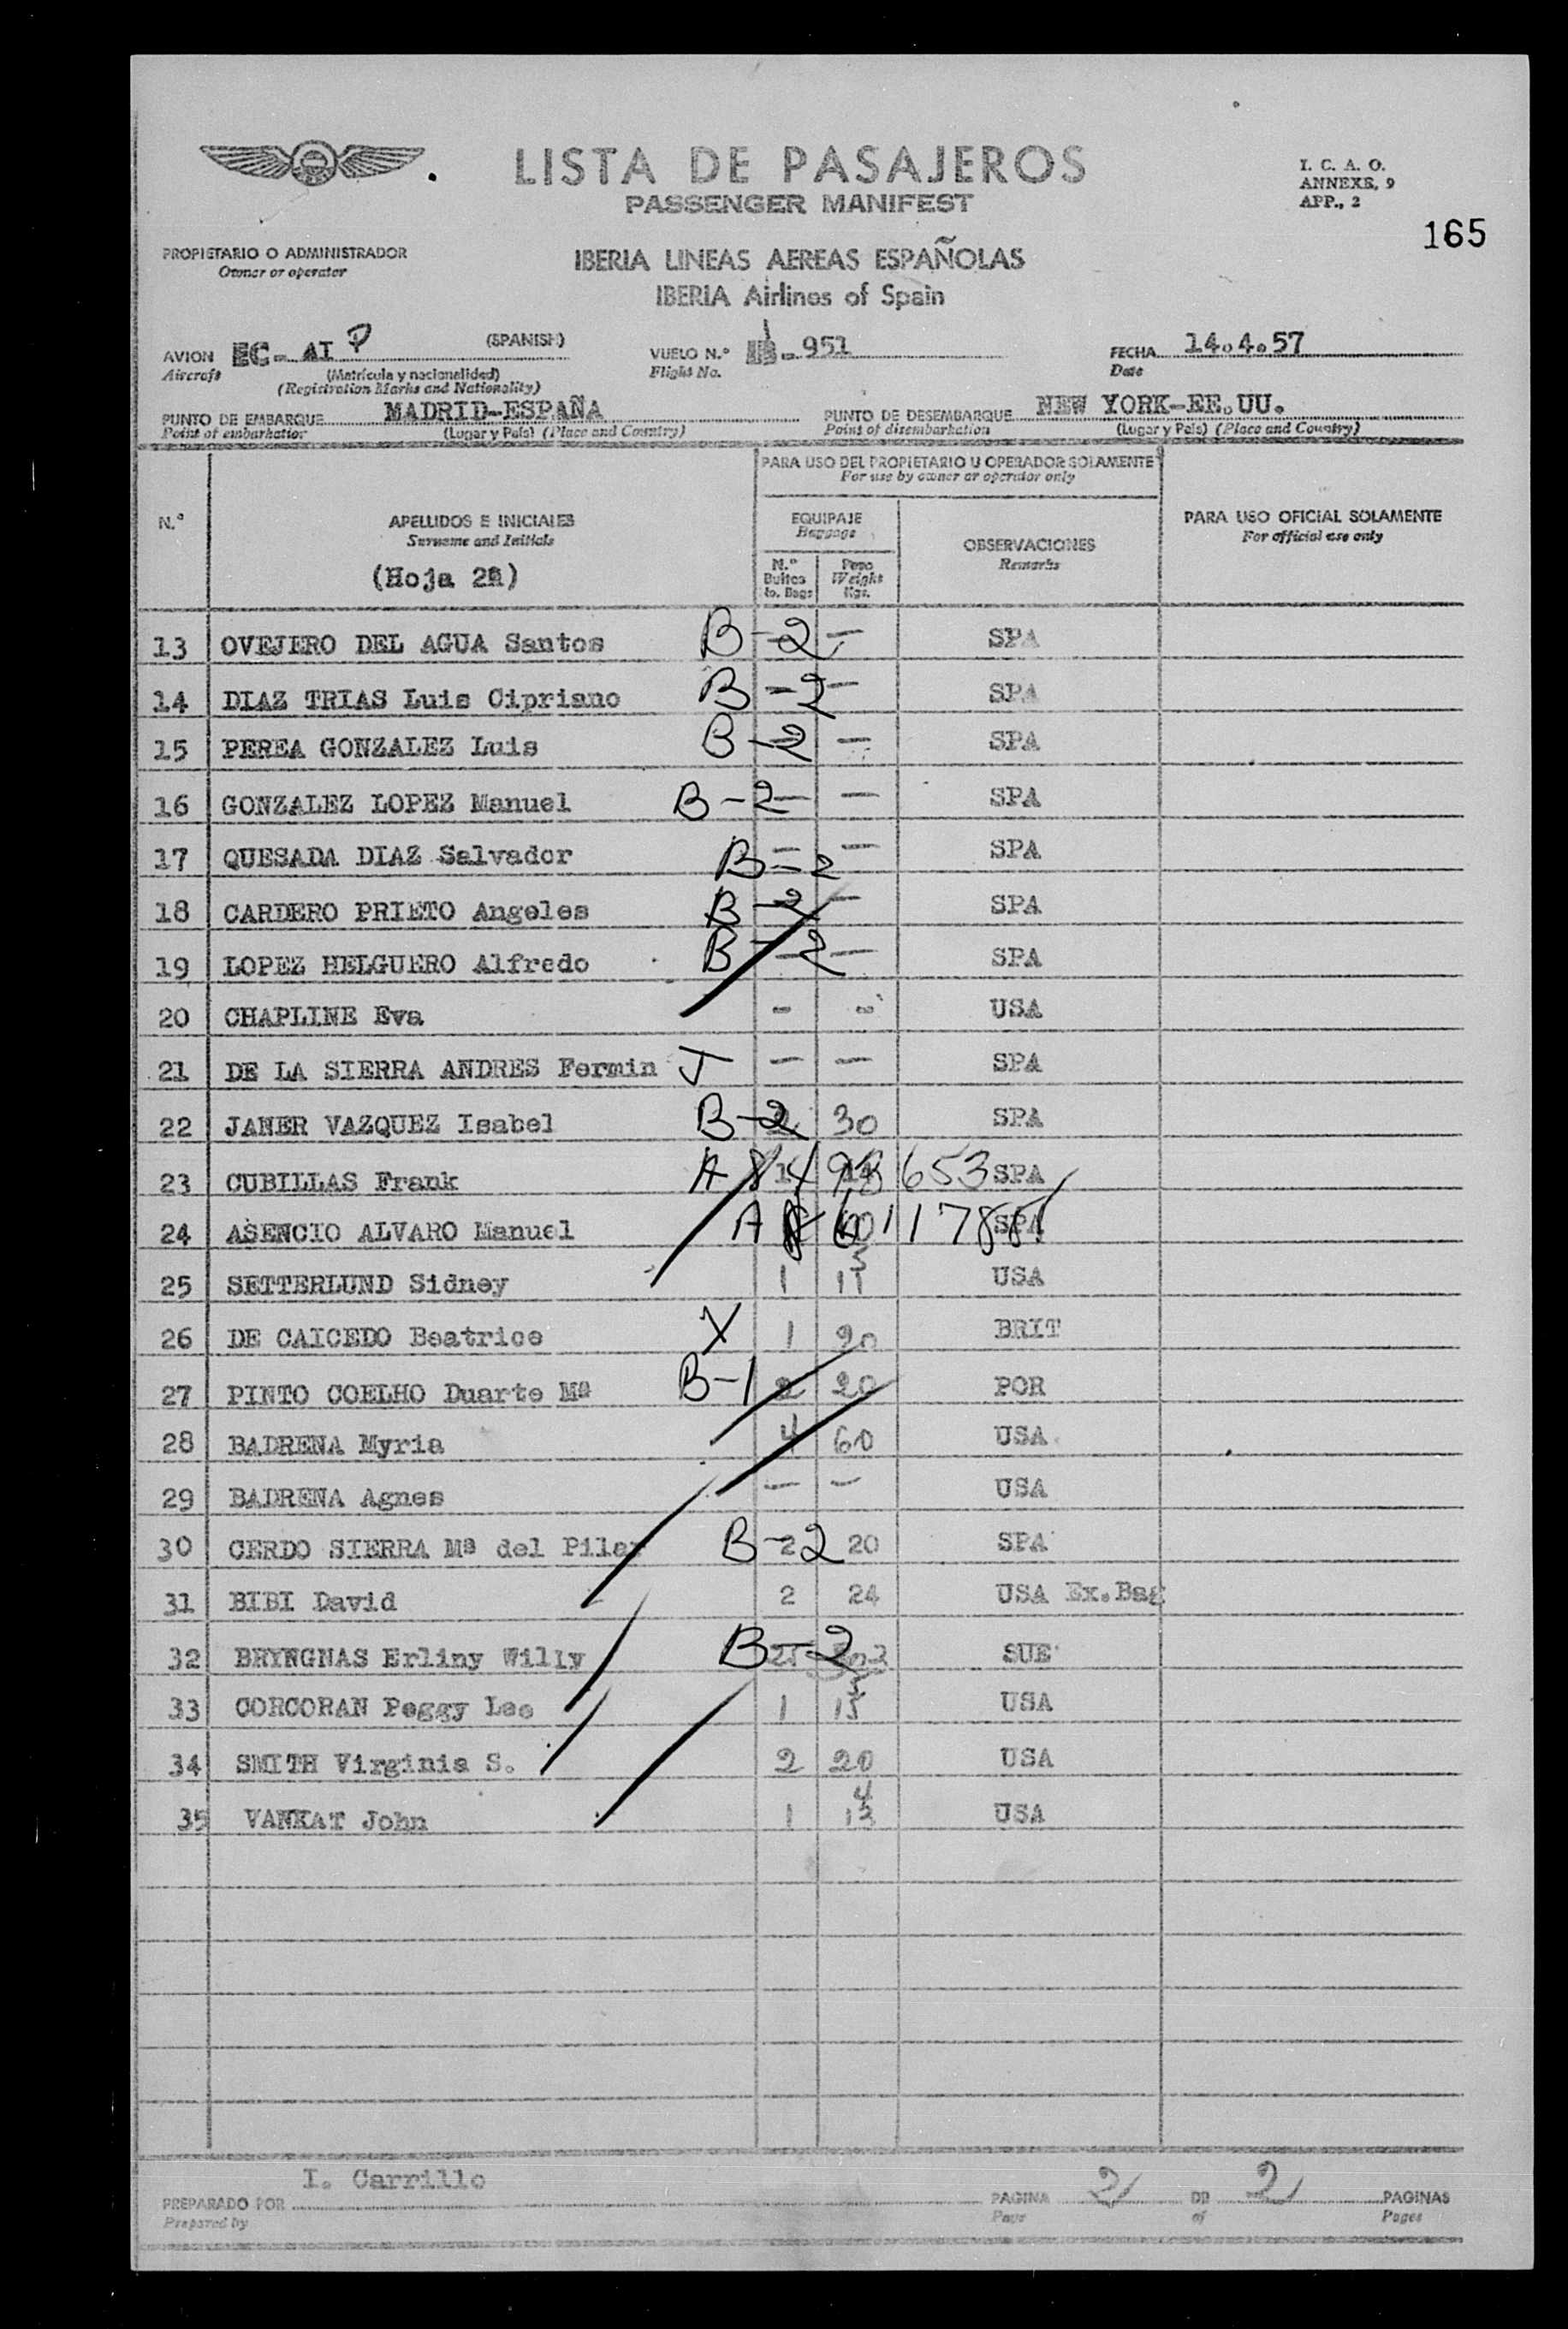 LISTA DE PASAJEROS
PASSENGER MANIFEST
I. C. A. O.
ANNEXE, 9
APP., 2
165
PROPIETARIO O ADMINISTRADOR
Owner or operator
IBERIA LINEAS AEREAS ESPAÑOLAS
IBERIA Airlines of Spain
AVION EC- AI P (SPANISH) VUELO N.º -951 FECHA 14.4.57
Aircraft (Matrícula y nacionalidad) Flight No. Date
(Registration Marks and Nationality)
PUNTO DE EMBARQUE MADRID-ESPAÑA PUNTO DE DESEMBARQUE NEW YORK-EE.UU.
Point of embarkation (Lugar y País) (Place and Country) Point of disembarkation (Lugar y País) (Place and Country)
PARA USO DEL PROPIETARIO U OPERADOR SOLAMENTE
For use by owner or operator only
N.º APELLIDOS E INICIALES EQUIPAJE PARA USO OFICIAL SOLAMENTE
Surname and Initials Baggage For official use only
OBSERVACIONES
Remarks
(Hoja 2ª)
N.º Bultos Peso
No. Bags Weight Kgs.
13 OVEJERO DEL AGUA Santos B-2 - SPA
14 DIAZ TRIAS Luis Cipriano B-2 - SPA
15 PEREA GONZALEZ Luis B-2 - SPA
16 GONZALEZ LOPEZ Manuel B-2 - - SPA
17 QUESADA DIAZ Salvador B-2 - - SPA
18 CARDERO PRIETO Angeles B-2 - SPA
19 LOPEZ HELGUERO Alfredo B-2 - SPA
20 CHAPLINE Eva - - USA
21 DE LA SIERRA ANDRES Fermin - - SPA
22 JANER VAZQUEZ Isabel B-2 30 SPA
23 CUBILLAS Frank A 653 SPA
24 ASENCIO ALVARO Manuel A SPA
25 SETTERLUND Sidney 1 USA
26 DE CAICEDO Beatrice X 1 20 BRIT
27 PINTO COELHO Duarte Mª B-1 2 20 POR
28 BADRENA Myria 4 60 USA
29 BADRENA Agnes - - USA
30 CERDO SIERRA Mª del Pilar B-2 2 20 SPA
31 BIBI David 2 24 USA Ex.Bag
32 BRYNGNAS Erliny Willy B-2 SUE
33 CORCORAN Peggy Lee 1 15 USA
34 SMITH Virginia S. 2 20 USA
35 VANKAT John 1 13 4 USA
I. Carrillo
PREPARADO POR PAGINA 2 DE 2 PAGINAS
Prepared by Page of Pages